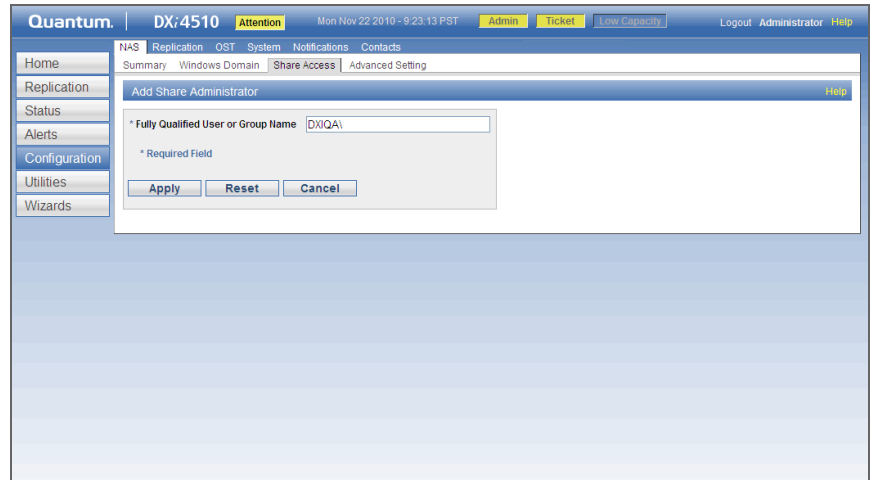 Quantum. DXi4510 Attention Mon Nov 22 2010 - 9:23:13 PST Admin Ticket Low Capacity Logout Administrator Help
NAS Replication OST System Notifications Contacts
Summary Windows Domain Share Access Advanced Setting
Home
Replication
Status
Alerts
Configuration
Utilities
Wizards
Add Share Administrator Help
* Fully Qualified User or Group Name DXIQA\
* Required Field
Apply Reset Cancel